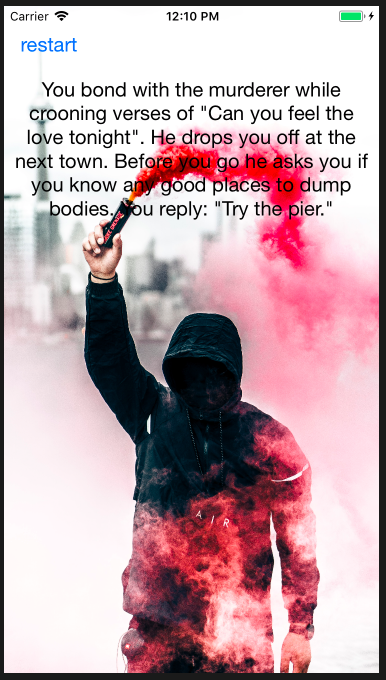 Carrier 12:10 PM
restart
You bond with the murderer while
crooning verses of "Can you feel the
love tonight". He drops you off at the
next town. Before you go he asks you if
you know any good places to dump
bodies. You reply: "Try the pier."
A / R